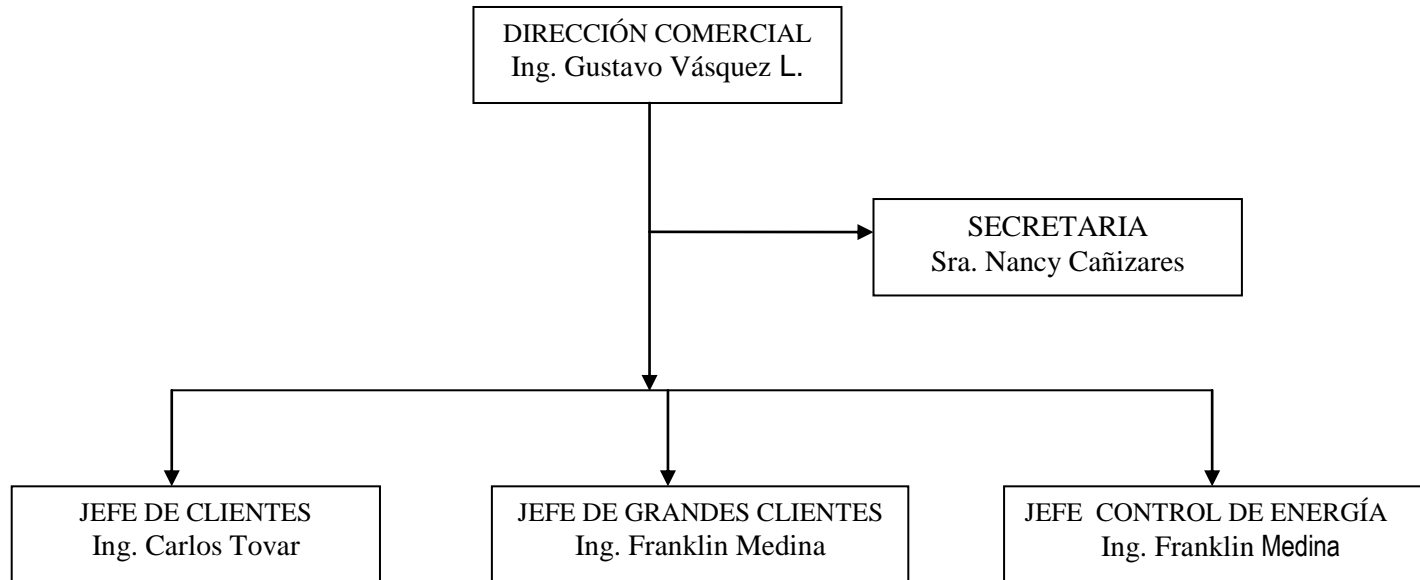 DIRECCIÓN COMERCIAL
Ing. Gustavo Vásquez L.
SECRETARIA
Sra. Nancy Cañizares
JEFE DE CLIENTES
Ing. Carlos Tovar
JEFE DE GRANDES CLIENTES
Ing. Franklin Medina
JEFE CONTROL DE ENERGÍA
Ing. Franklin Medina